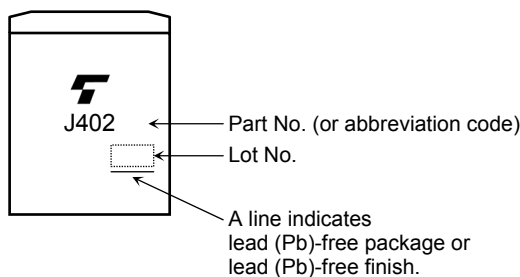 J402
Part No. (or abbreviation code)
Lot No.
A line indicates
lead (Pb)-free package or
lead (Pb)-free finish.